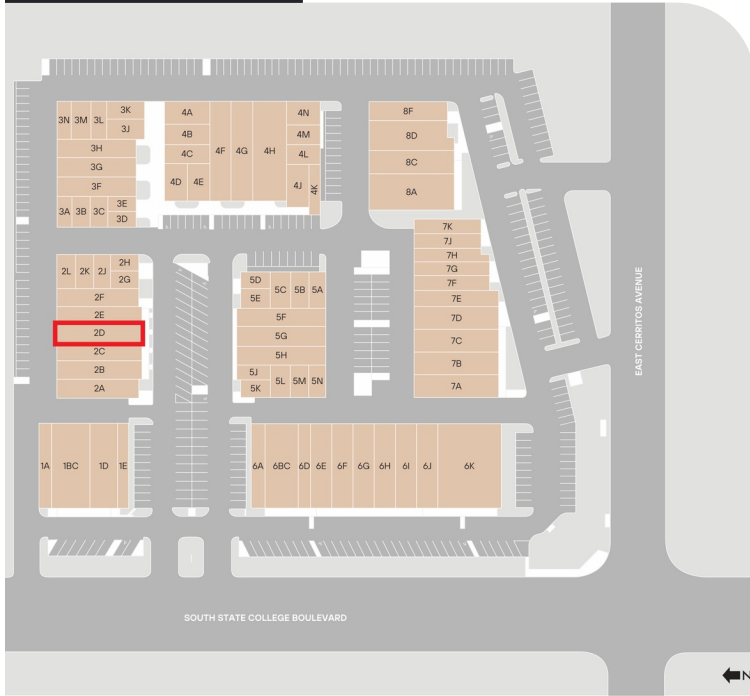 3N 3M 3L 3K
3J
3H
3G
3F
3A 3B 3C 3E
3D
4A
4B
4C
4D 4E
4F 4G 4H
4N
4M
4L
4J 4K
8F
8D
8C
8A
7K
7J
7H
7G
7F
7E
7D
7C
7B
7A
2L 2K 2J 2H
2G
2F
2E
2D
2C
2B
2A
5D
5E
5C 5B 5A
5F
5G
5H
5J
5K
5L 5M 5N
1A 1BC 1D 1E
6A 6BC 6D 6E 6F 6G 6H 6I 6J 6K
EAST CERRITOS AVENUE
SOUTH STATE COLLEGE BOULEVARD
N